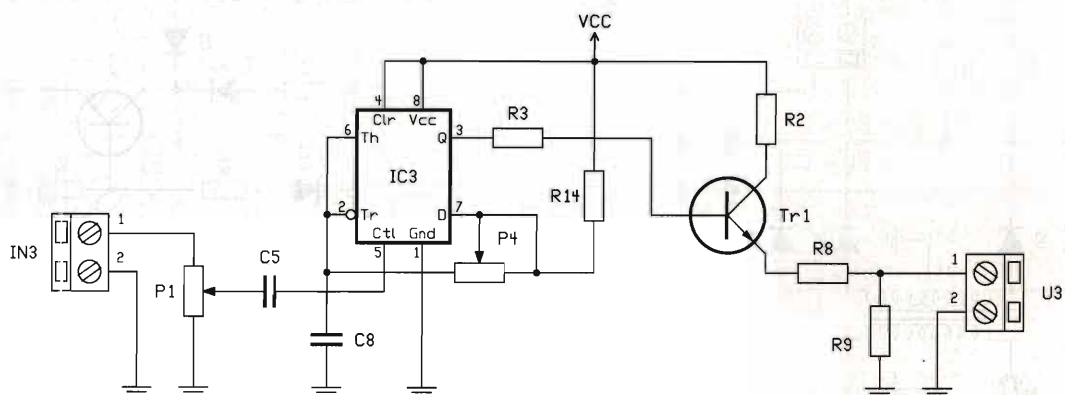 VCC
4 8
Clr Vcc
R3
R2
6 Th Q 3
IC3
R14
2 Tr D 7
Tr1
Ctl Gnd
P4
5 1
IN3
1
2
P1
C5
C8
R8
R9
1
2
U3